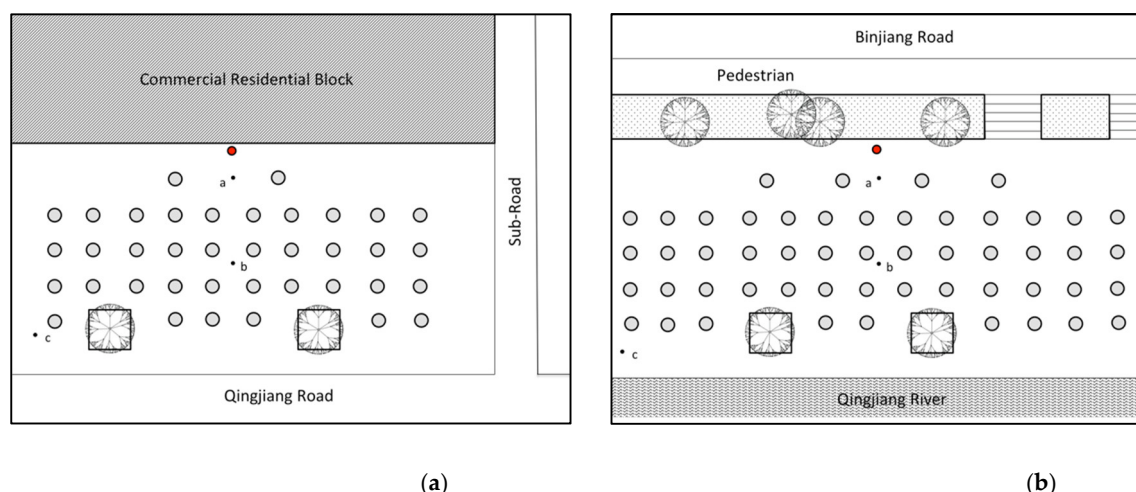 Commercial Residential Block
a
b
c
Sub-Road
Qingjiang Road
(a)
Binjiang Road
Pedestrian
a
b
c
Qingjiang River
(b)